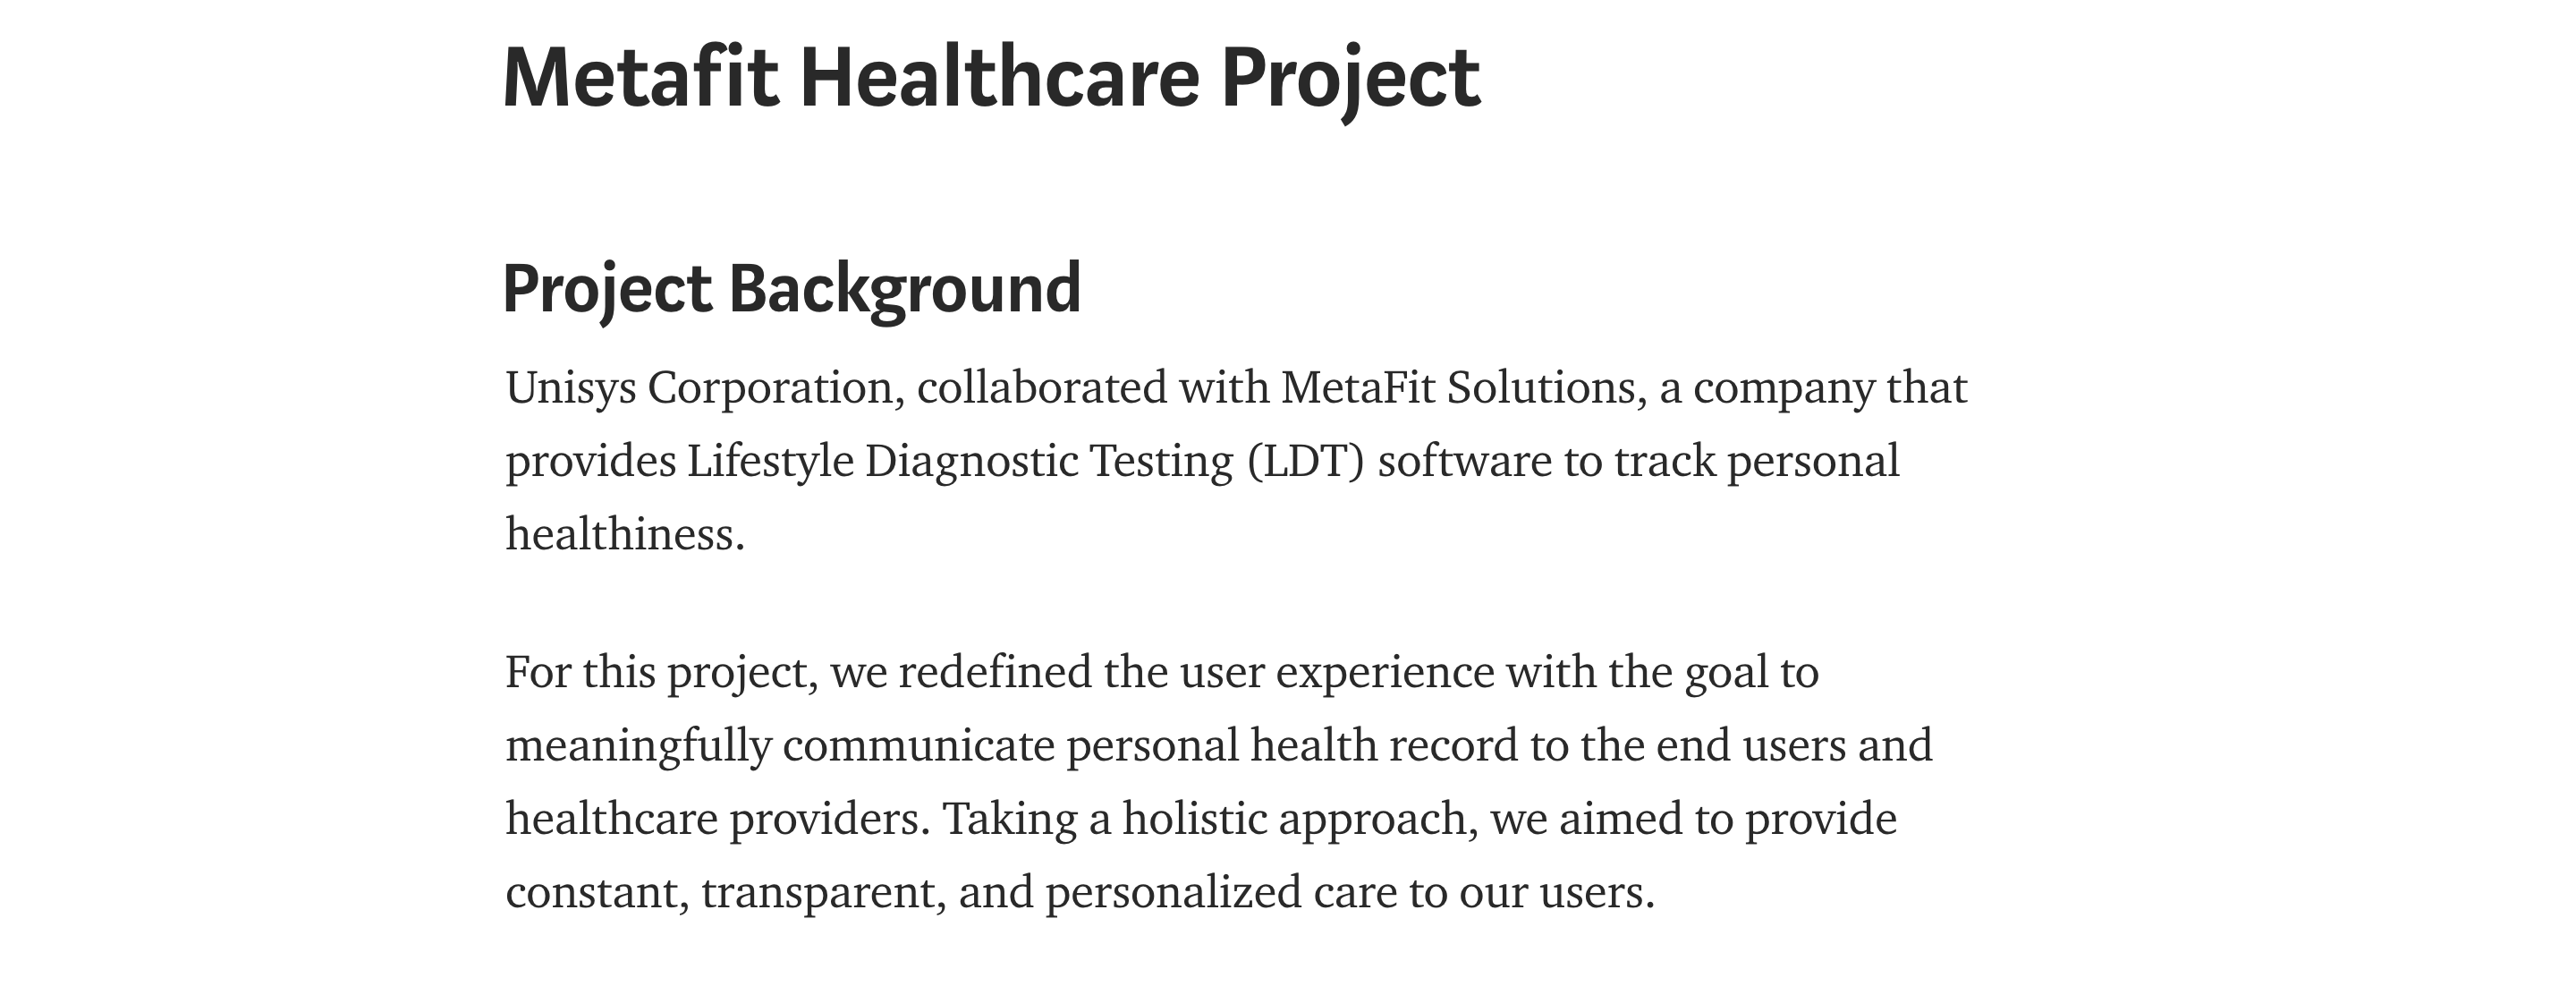 Metafit Healthcare Project
Project Background
Unisys Corporation, collaborated with MetaFit Solutions, a company that
provides Lifestyle Diagnostic Testing (LDT) software to track personal
healthiness.
For this project, we redefined the user experience with the goal to
meaningfully communicate personal health record to the end users and
healthcare providers. Taking a holistic approach, we aimed to provide
constant, transparent, and personalized care to our users.